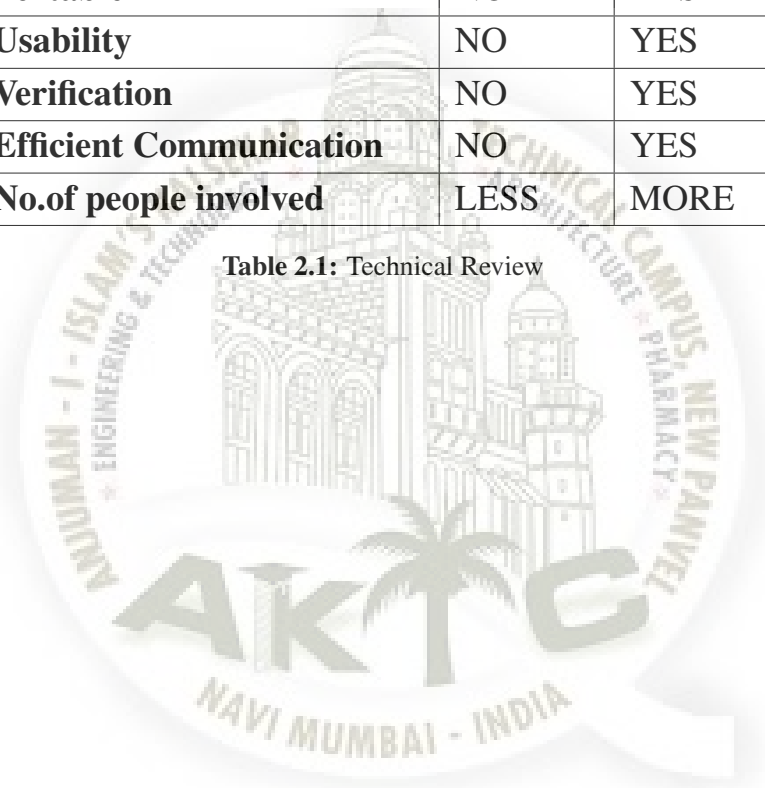 Usability NO YES
Verification NO YES
Efficient Communication NO YES
No.of people involved LESS MORE
Table 2.1: Technical Review
ANJUMAN - I - ISLAM'S KALSEKAR TECHNICAL CAMPUS, NEW PANVEL
ENGINEERING & TECHNOLOGY * ARCHITECTURE * PHARMACY *
AKTC
NAVI MUMBAI - INDIA